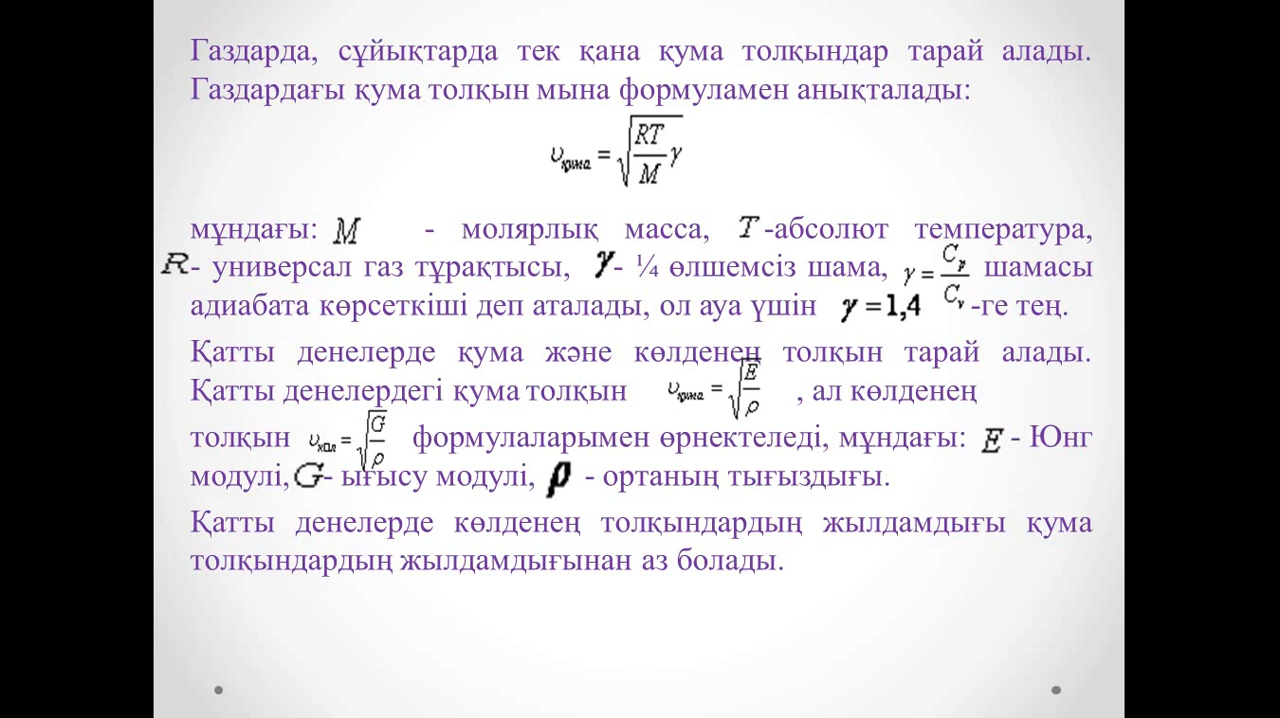 Газдарда, сұйықтарда тек қана қума толқындар тарай алады.
Газдардағы қума толқын мына формуламен анықталады:
υқума = √(RT/M γ)
мұндағы: M - молярлық масса, T -абсолют температура,
R- универсал газ тұрақтысы, γ- ¼ өлшемсіз шама, γ = Cp/Cv шамасы
адиабата көрсеткіші деп аталады, ол ауа үшін γ = 1,4 -ге тең.
Қатты денелерде қума және көлденең толқын тарай алады.
Қатты денелердегі қума толқын υқума = √(E/ρ) , ал көлденең
толқын υкөл = √(G/ρ) формулаларымен өрнектеледі, мұндағы: E - Юнг
модулі, G- ығысу модулі, ρ - ортаның тығыздығы.
Қатты денелерде көлденең толқындардың жылдамдығы қума
толқындардың жылдамдығынан аз болады.